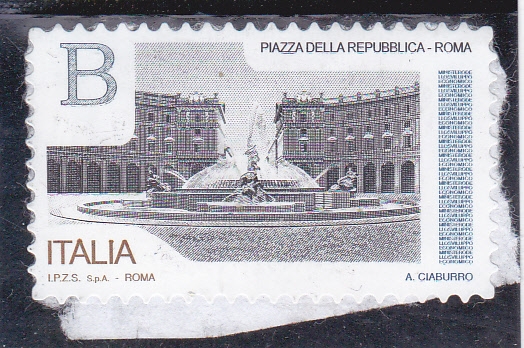 B
PIAZZA DELLA REPUBBLICA - ROMA
ITALIA
I.P.Z.S. S.p.A. - ROMA
A. CIABURRO